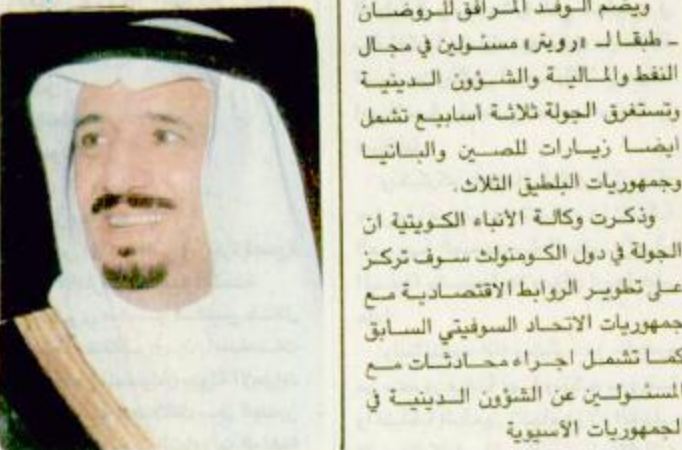 ويضم الوفد المرافق للروضان
ـ طبقا لـ «رويتر» مسئولين في مجال
النفط والمالية والشؤون الدينية
وتستغرق الجولة ثلاثة اسابيع تشمل
ايضا زيارات للصين والبانيا
وجمهوريات البلطيق الثلاث.
وذكرت وكالة الأنباء الكويتية ان
الجولة في دول الكومنولث سوف تركز
على تطوير الروابط الاقتصادية مع
جمهوريات الاتحاد السوفيتي السابق
كما تشمل اجراء محادثات مع
المسئولين عن الشؤون الدينية في
الجمهوريات الآسيوية